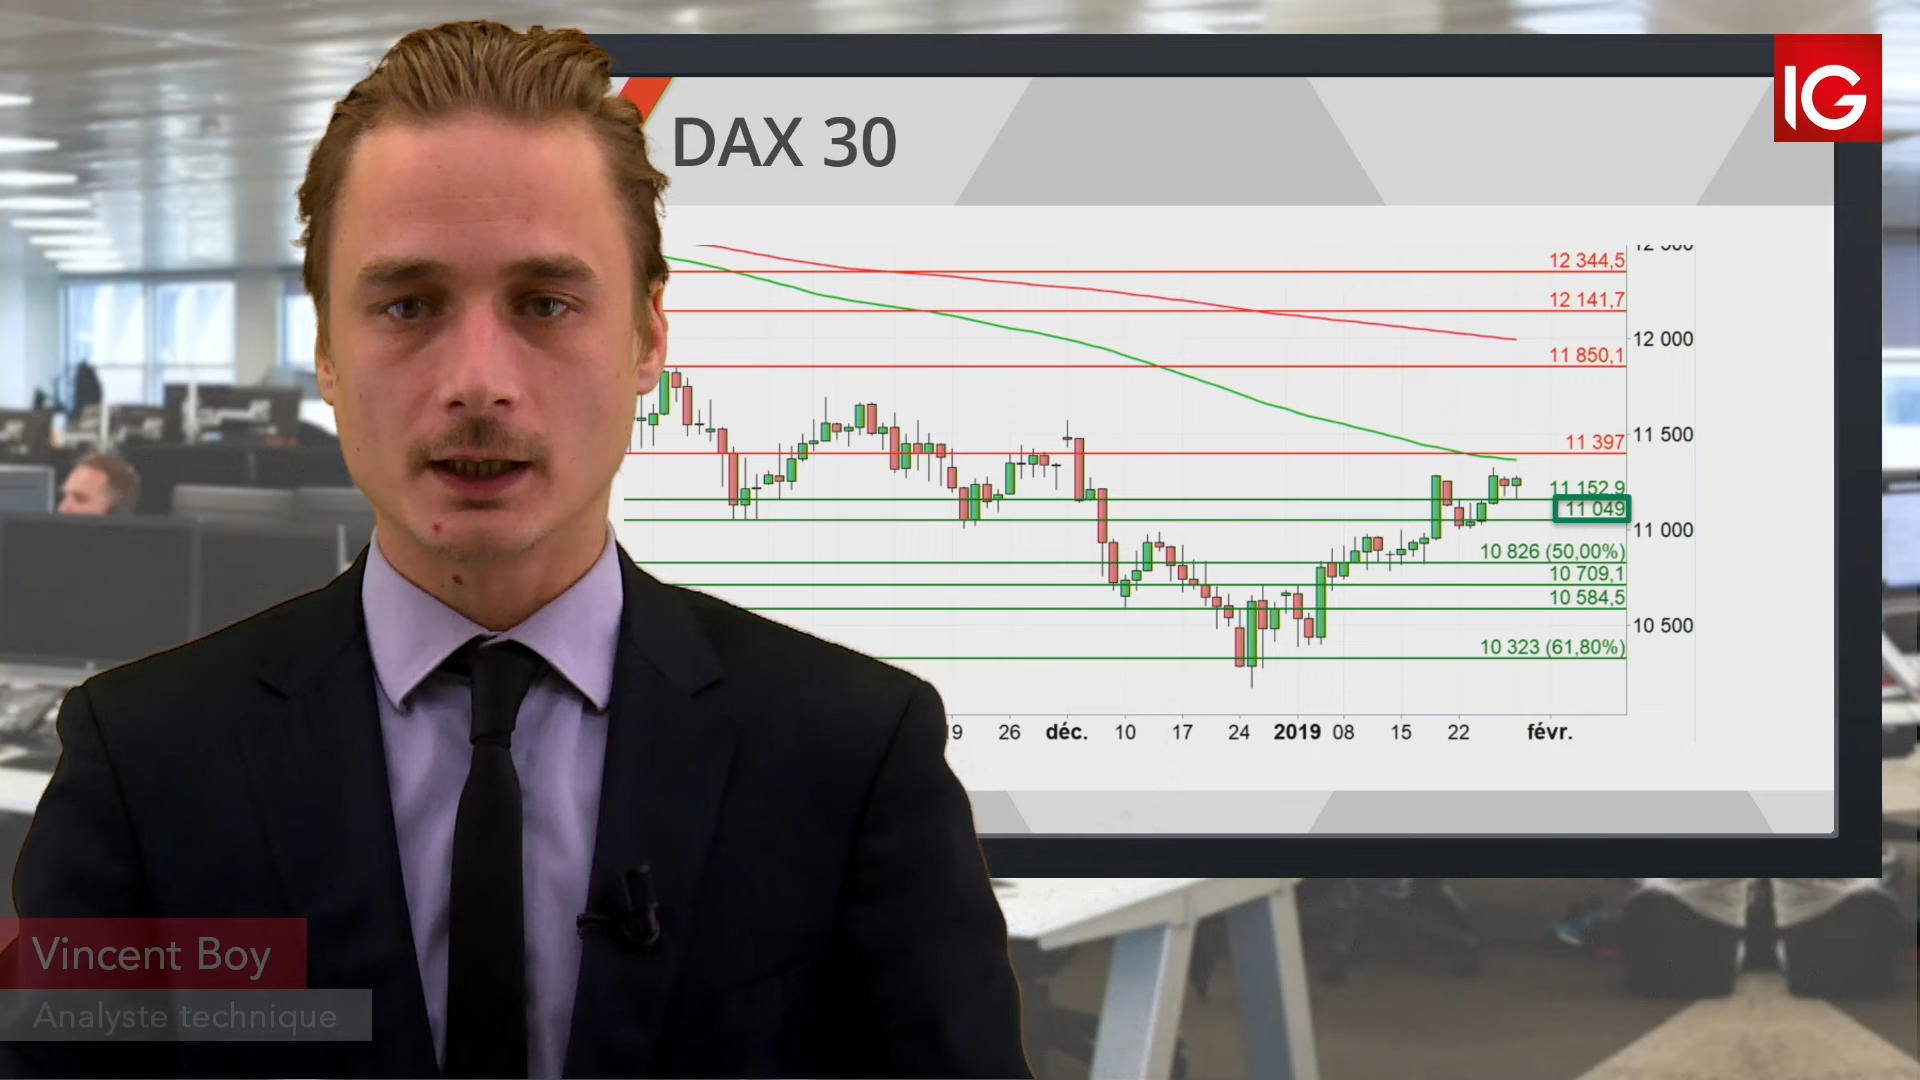 IG
DAX 30
12 500
12 344,5
12 141,7
12 000
11 850,1
11 500
11 397
11 152,9
11 049
11 000
10 826 (50,00%)
10 709,1
10 584,5
10 500
10 323 (61,80%)
26 déc. 10 17 24 2019 08 15 22 févr.
Vincent Boy
Analyste technique